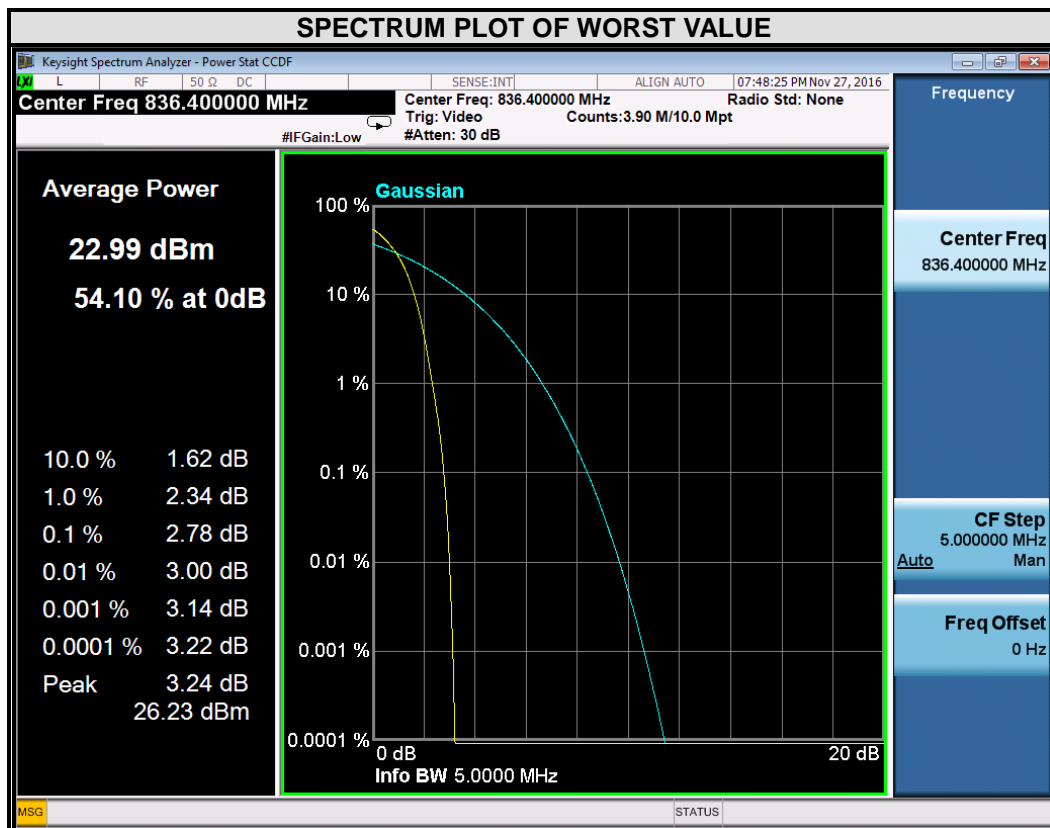 SPECTRUM PLOT OF WORST VALUE
Keysight Spectrum Analyzer - Power Stat CCDF
LXI L RF 50 Ω DC SENSE:INT ALIGN AUTO 07:48:25 PM Nov 27, 2016
Center Freq 836.400000 MHz
#IFGain:Low
Center Freq: 836.400000 MHz Radio Std: None
Trig: Video Counts:3.90 M/10.0 Mpt
#Atten: 30 dB
Average Power
22.99 dBm
54.10 % at 0dB
10.0 % 1.62 dB
1.0 % 2.34 dB
0.1 % 2.78 dB
0.01 % 3.00 dB
0.001 % 3.14 dB
0.0001 % 3.22 dB
Peak 3.24 dB
26.23 dBm
Gaussian
100 %
10 %
1 %
0.1 %
0.01 %
0.001 %
0.0001 %
0 dB 20 dB
Info BW 5.0000 MHz
Frequency
Center Freq
836.400000 MHz
CF Step
5.000000 MHz
Auto Man
Freq Offset
0 Hz
MSG STATUS